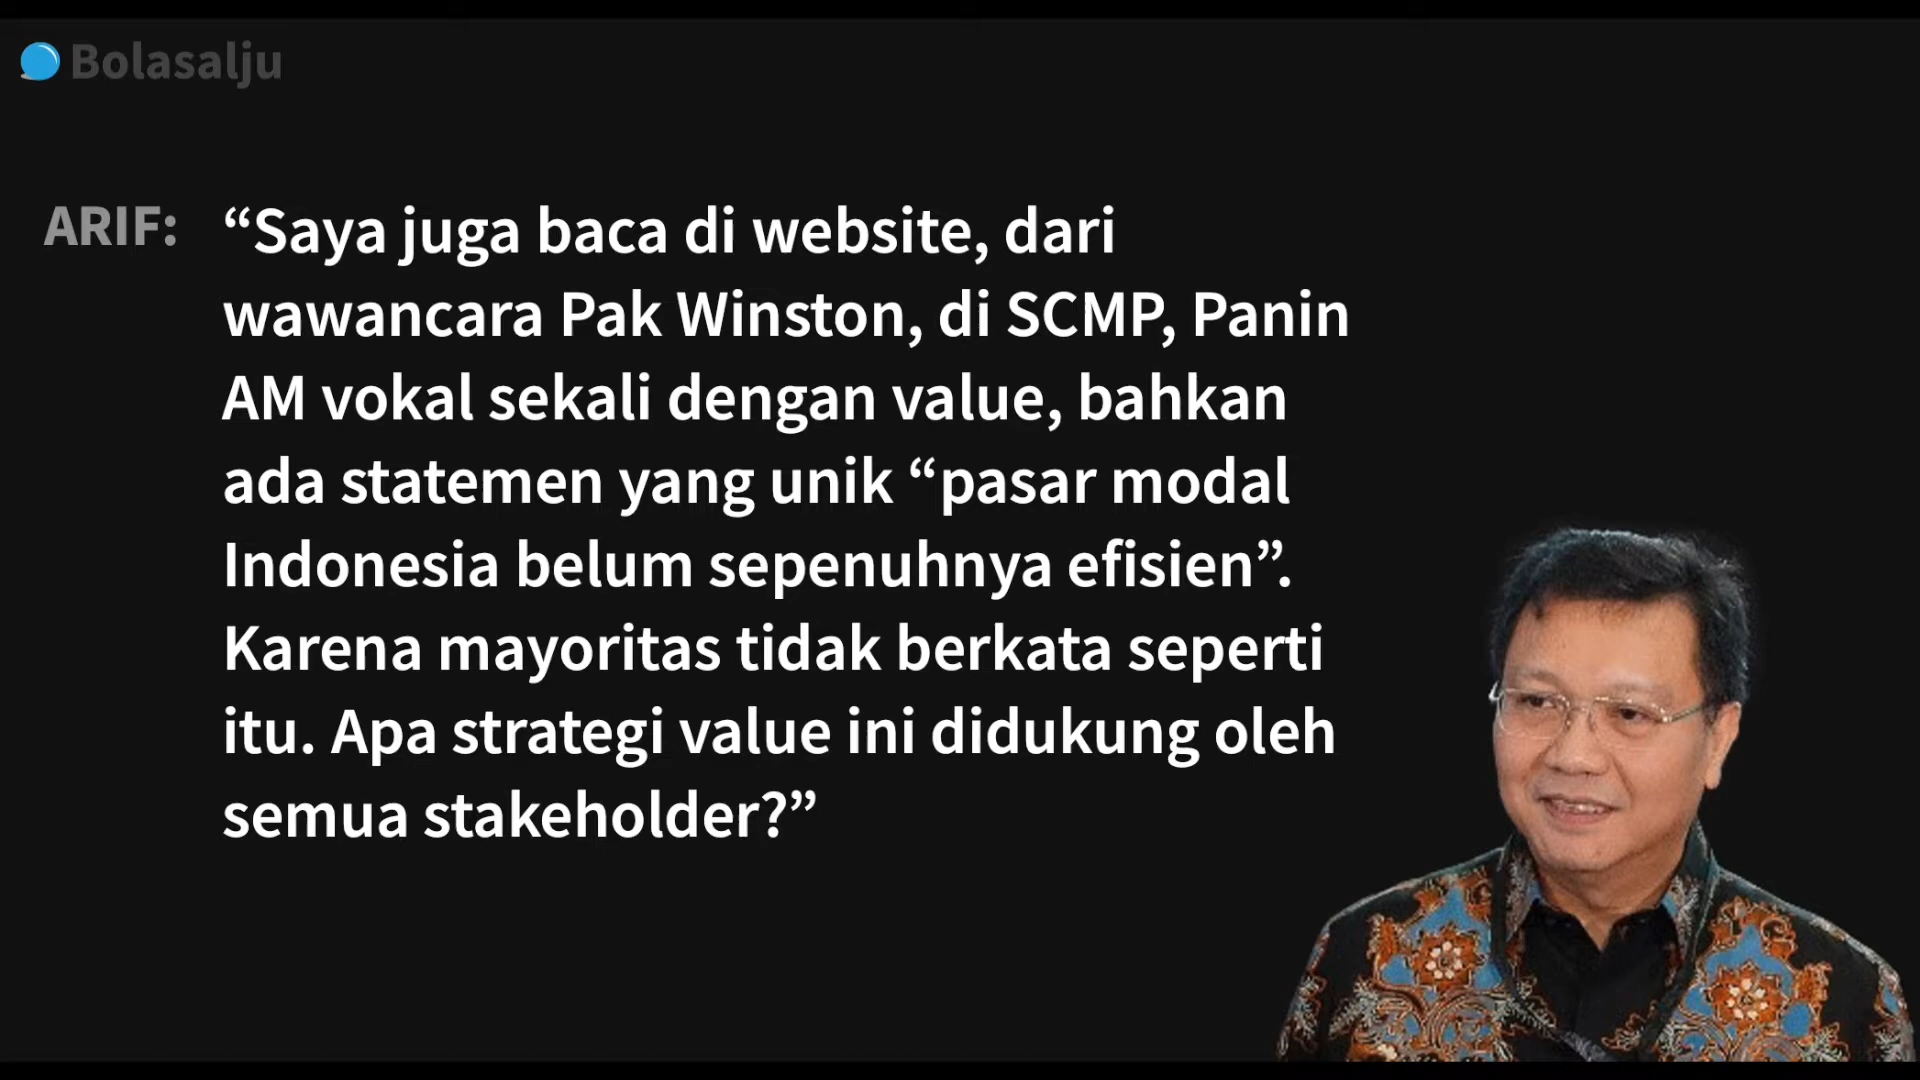 Bolasalju
ARIF: “Saya juga baca di website, dari
wawancara Pak Winston, di SCMP, Panin
AM vokal sekali dengan value, bahkan
ada statemen yang unik “pasar modal
Indonesia belum sepenuhnya efisien”.
Karena mayoritas tidak berkata seperti
itu. Apa strategi value ini didukung oleh
semua stakeholder?”